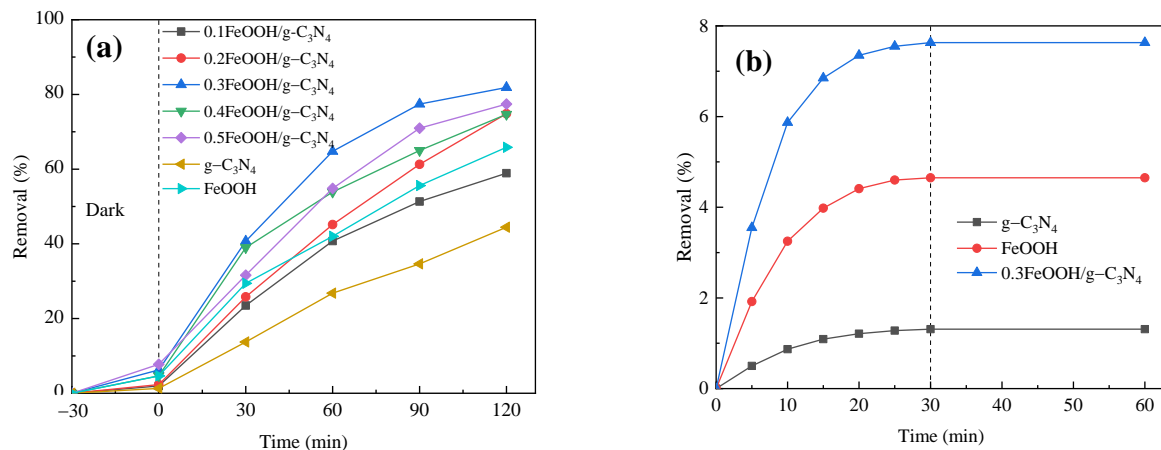 (a)
100
80
60
40
20
0
Removal (%)
Dark
0.1FeOOH/g-C₃N₄
0.2FeOOH/g–C₃N₄
0.3FeOOH/g–C₃N₄
0.4FeOOH/g–C₃N₄
0.5FeOOH/g–C₃N₄
g–C₃N₄
FeOOH
−30 0 30 60 90 120
Time (min)
(b)
8
6
4
2
0
Removal (%)
g–C₃N₄
FeOOH
0.3FeOOH/g–C₃N₄
0 10 20 30 40 50 60
Time (min)